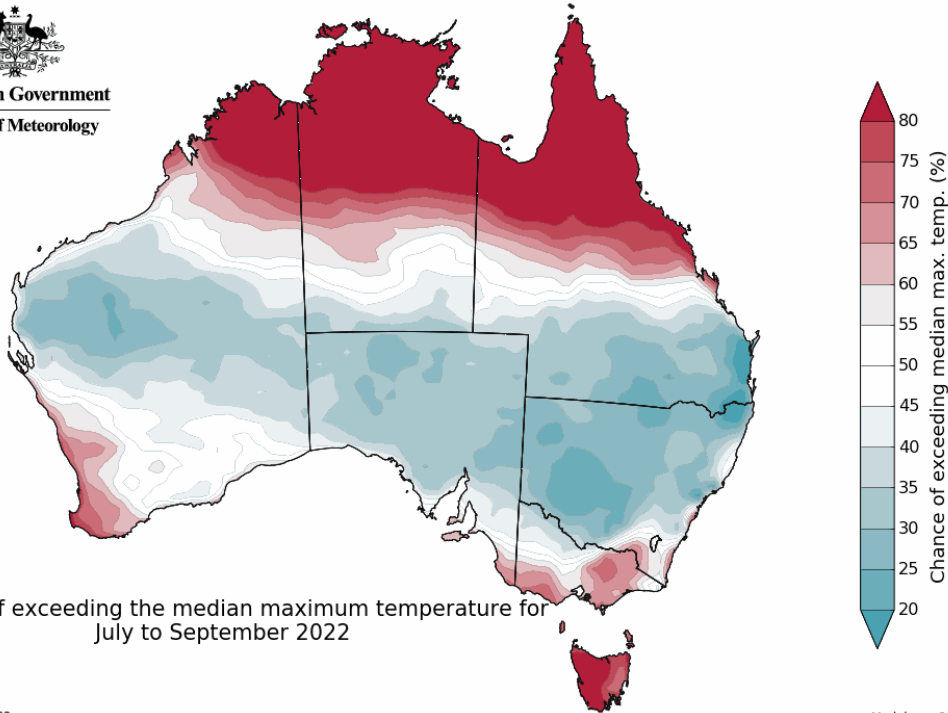 n Government
f Meteorology
80
75
70
65
60
55
50
45
40
35
30
25
20
Chance of exceeding median max. temp. (%)
f exceeding the median maximum temperature for
July to September 2022